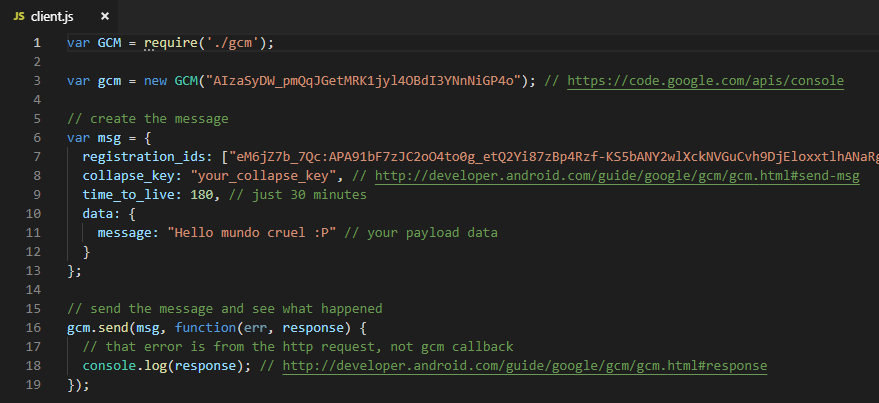 JS client.js ×
1 var GCM = require('./gcm');
2
3 var gcm = new GCM("AIzaSyDW_pmQqJGetMRK1jyl4OBdI3YNnNiGP4o"); // https://code.google.com/apis/console
4
5 // create the message
6 var msg = {
7 registration_ids: ["eM6jZ7b_7Qc:APA91bF7zJC2oO4to0g_etQ2Yi87zBp4Rzf-KS5bANY2wlXckNVGuCvh9DjEloxxtlhANaRg
8 collapse_key: "your_collapse_key", // http://developer.android.com/guide/google/gcm/gcm.html#send-msg
9 time_to_live: 180, // just 30 minutes
10 data: {
11 message: "Hello mundo cruel :P" // your payload data
12 }
13 };
14
15 // send the message and see what happened
16 gcm.send(msg, function(err, response) {
17 // that error is from the http request, not gcm callback
18 console.log(response); // http://developer.android.com/guide/google/gcm/gcm.html#response
19 });